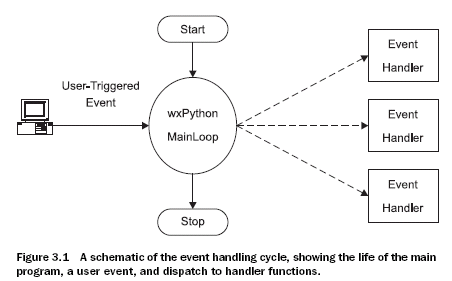 Start
User-Triggered
Event
wxPython
MainLoop
Event
Handler
Event
Handler
Event
Handler
Stop
Figure 3.1 A schematic of the event handling cycle, showing the life of the main
program, a user event, and dispatch to handler functions.